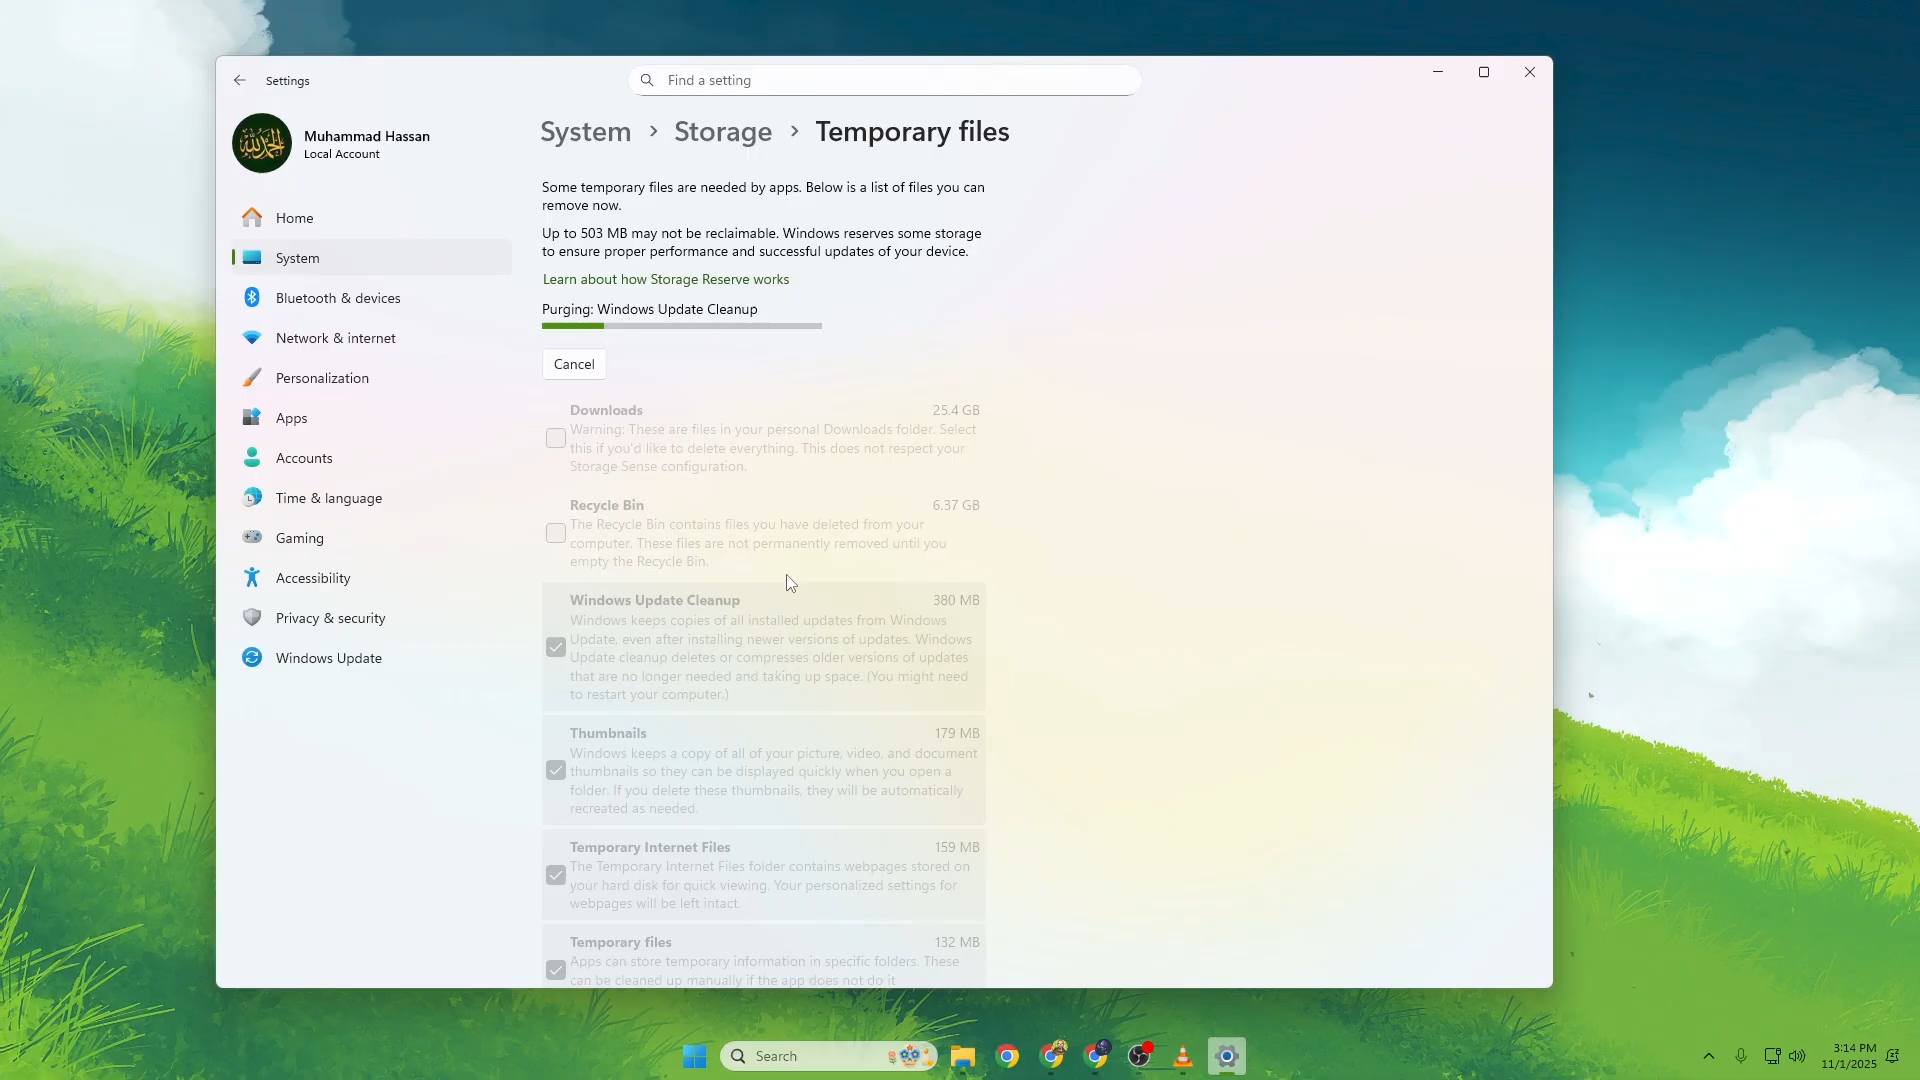 Settings
Find a setting
Muhammad Hassan
Local Account
Home
System
Bluetooth & devices
Network & internet
Personalization
Apps
Accounts
Time & language
Gaming
Accessibility
Privacy & security
Windows Update
System > Storage > Temporary files
Some temporary files are needed by apps. Below is a list of files you can
remove now.
Up to 503 MB may not be reclaimable. Windows reserves some storage
to ensure proper performance and successful updates of your device.
Learn about how Storage Reserve works
Purging: Windows Update Cleanup
Cancel
Downloads 25.4 GB
Warning: These are files in your personal Downloads folder. Select
this if you'd like to delete everything. This does not respect your
Storage Sense configuration.
Recycle Bin 6.37 GB
The Recycle Bin contains files you have deleted from your
computer. These files are not permanently removed until you
empty the Recycle Bin.
Windows Update Cleanup 380 MB
Windows keeps copies of all installed updates from Windows
Update, even after installing newer versions of updates. Windows
Update cleanup deletes or compresses older versions of updates
that are no longer needed and taking up space. (You might need
to restart your computer.)
Thumbnails 179 MB
Windows keeps a copy of all of your picture, video, and document
thumbnails so they can be displayed quickly when you open a
folder. If you delete these thumbnails, they will be automatically
recreated as needed.
Temporary Internet Files 159 MB
The Temporary Internet Files folder contains webpages stored on
your hard disk for quick viewing. Your personalized settings for
webpages will be left intact.
Temporary files 132 MB
Apps can store temporary information in specific folders. These
can be cleaned up manually if the app does not do it
Search
3:14 PM
11/1/2025